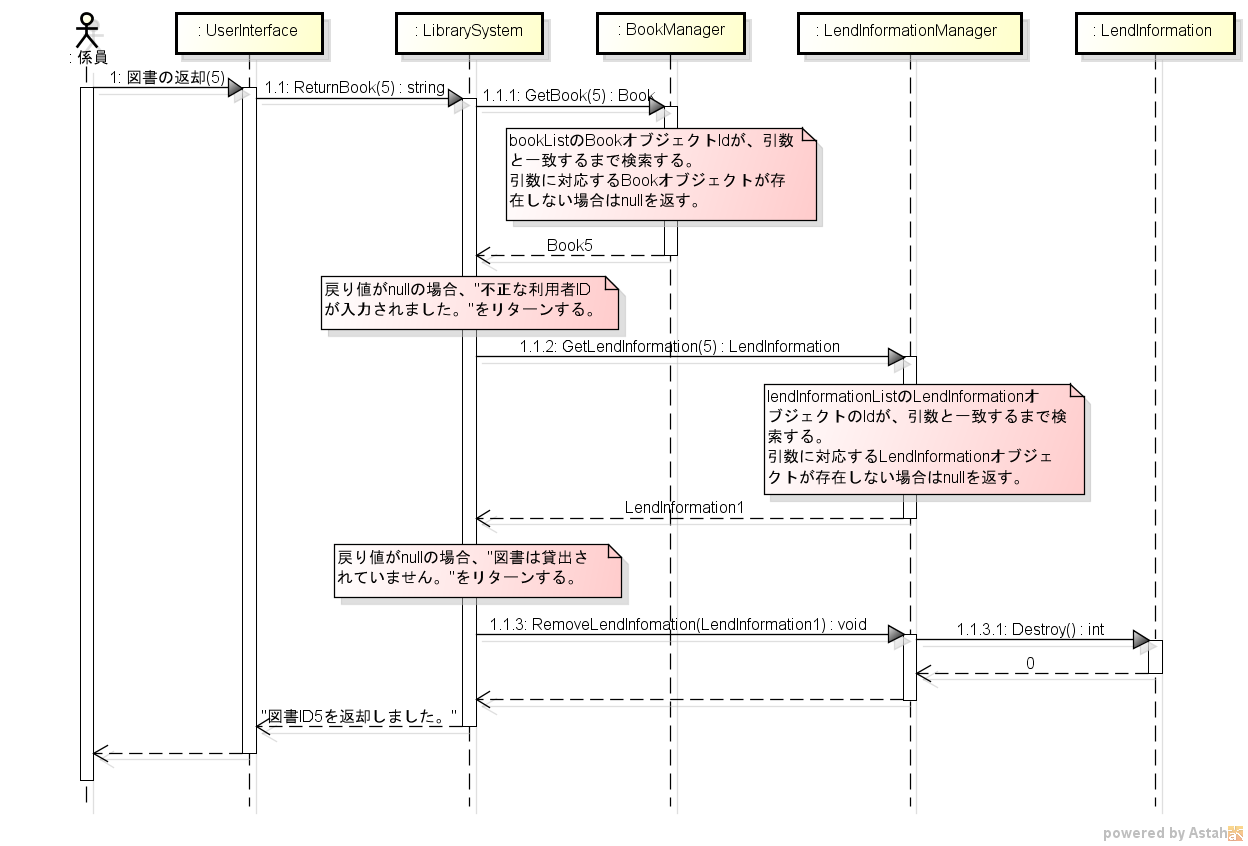 : UserInterface
: LibrarySystem
: BookManager
: LendInformationManager
: LendInformation
: 係員
1: 図書の返却(5)
1.1: ReturnBook(5) : string
1.1.1: GetBook(5) : Book
bookListのBookオブジェクトIdが、引数
と一致するまで検索する。
引数に対応するBookオブジェクトが存
在しない場合はnullを返す。
Book5
戻り値がnullの場合、"不正な利用者ID
が入力されました。"をリターンする。
1.1.2: GetLendInformation(5) : LendInformation
lendInformationListのLendInformationオ
ブジェクトのIdが、引数と一致するまで検
索する。
引数に対応するLendInformationオブジェ
クトが存在しない場合はnullを返す。
LendInformation1
戻り値がnullの場合、"図書は貸出さ
れていません。"をリターンする。
1.1.3: RemoveLendInfomation(LendInformation1) : void
1.1.3.1: Destroy() : int
0
"図書ID5を返却しました。"
powered by Astah